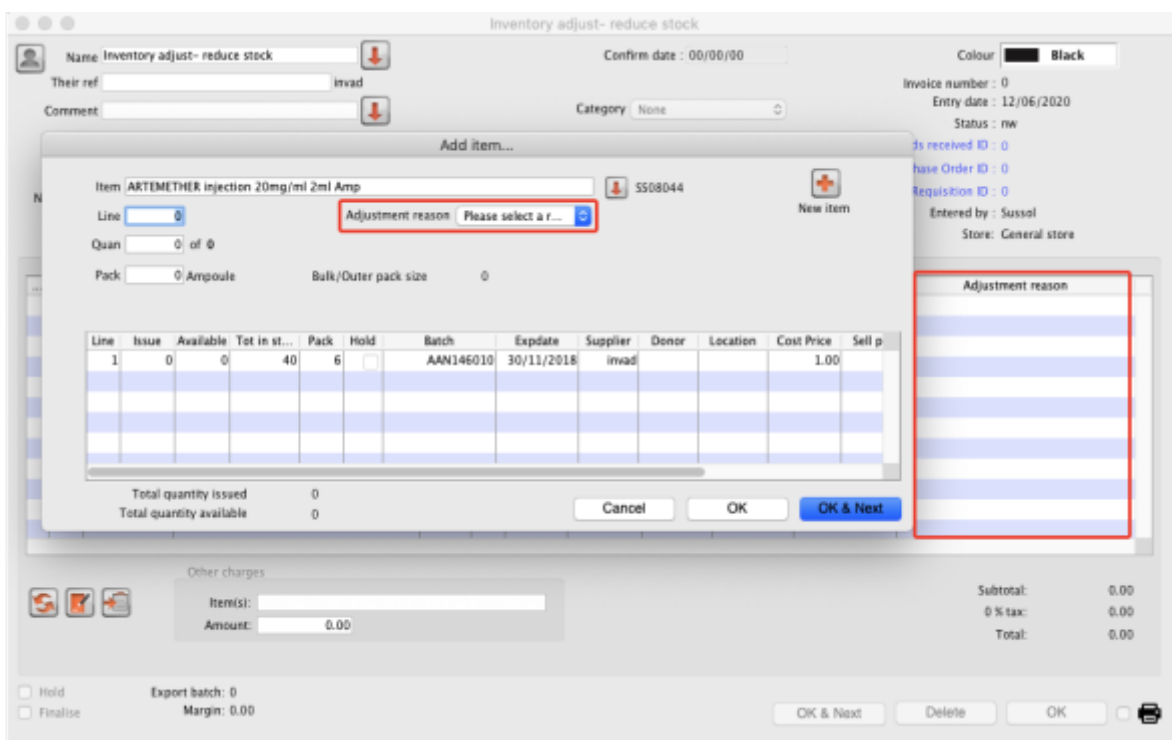 Inventory adjust- reduce stock
Name Inventory adjust- reduce stock
Confirm date : 00/00/00
Colour Black
Their ref
invad
Invoice number : 0
Comment
Category None
Entry date : 12/06/2020
Status : nw
ds received ID : 0
hase Order ID : 0
Requisition ID : 0
Entered by : Sussol
Store: General store
Add item...
Item ARTEMETHER injection 20mg/ml 2ml Amp
SS08044
New item
N
Line 0
Adjustment reason Please select a r...
Quan 0 of 0
Pack 0 Ampoule
Bulk/Outer pack size 0
Adjustment reason
Line Issue Available Tot in st... Pack Hold Batch Expdate Supplier Donor Location Cost Price Sell p
1 0 0 40 6 AAN146010 30/11/2018 invad 1.00
Total quantity issued 0
Total quantity available 0
Cancel OK OK & Next
Other charges
Item(s):
Amount: 0.00
Subtotal: 0.00
0 % tax: 0.00
Total: 0.00
Hold
Export batch: 0
Finalise
Margin: 0.00
OK & Next Delete OK